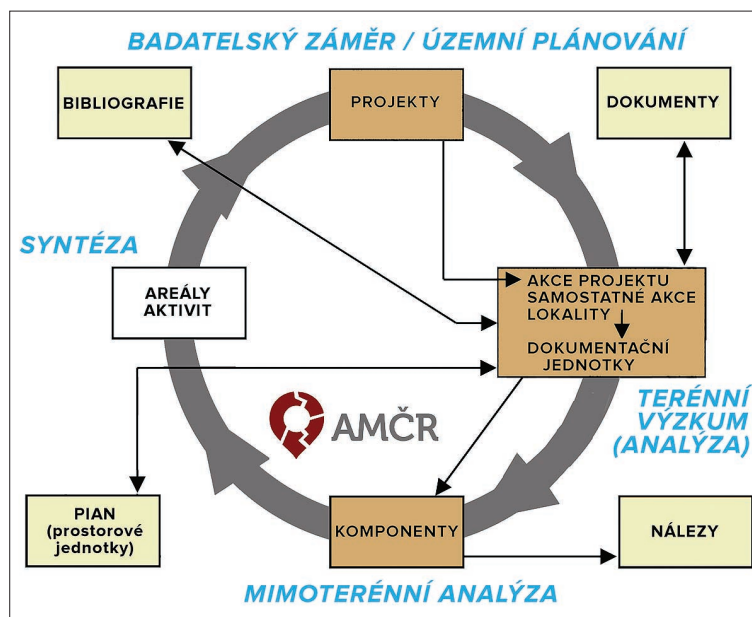 BADATELSKÝ ZÁMĚR / ÚZEMNÍ PLÁNOVÁNÍ
BIBLIOGRAFIE
PROJEKTY
DOKUMENTY
SYNTÉZA
AREÁLY
AKTIVIT
AKCE PROJEKTU
SAMOSTATNÉ AKCE
LOKALITY
DOKUMENTAČNÍ
JEDNOTKY
TERÉNNÍ
VÝZKUM
(ANALÝZA)
AMČR
PIAN
(prostorové
jednotky)
KOMPONENTY
NÁLEZY
MIMOTERÉNNÍ ANALÝZA